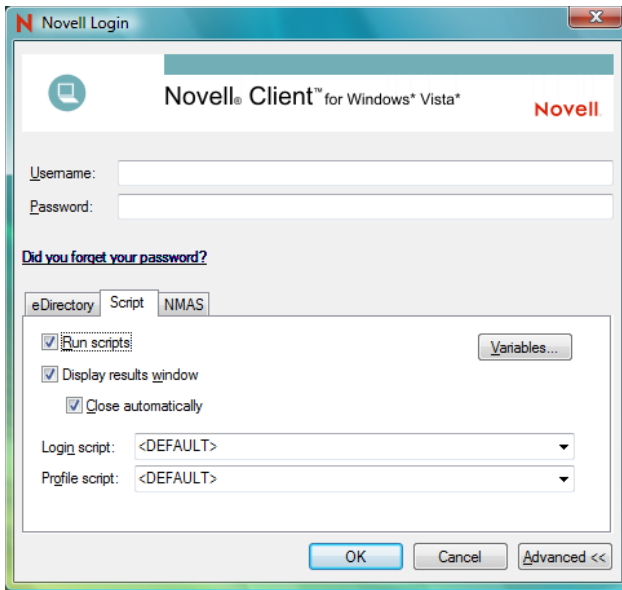 Novell Login
Novell® Client™ for Windows* Vista*
Novell.
Username:
Password:
Did you forget your password?
eDirectory Script NMAS
Run scripts
Variables...
Display results window
Close automatically
Login script: <DEFAULT>
Profile script: <DEFAULT>
OK Cancel Advanced <<